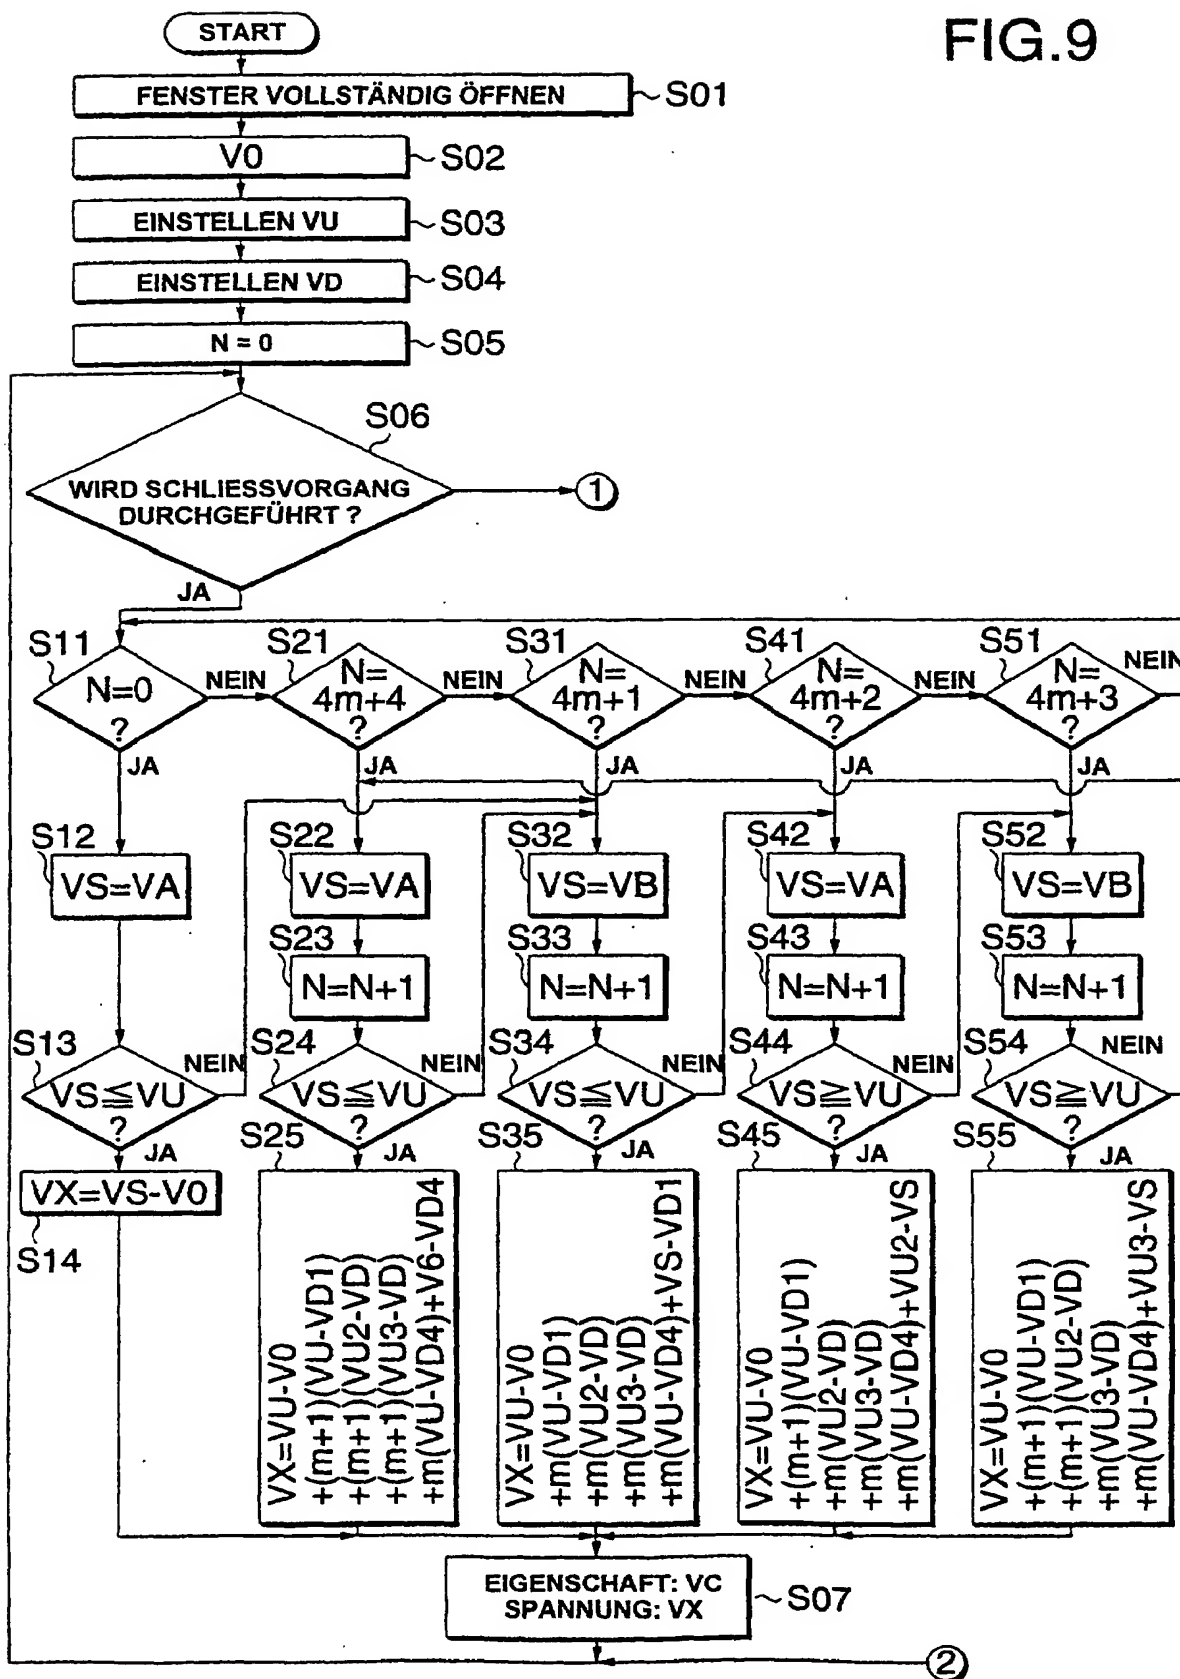 FIG.9
START
FENSTER VOLLSTÄNDIG ÖFFNEN
S01
V0
S02
EINSTELLEN VU
S03
EINSTELLEN VD
S04
N = 0
S05
S06
WIRD SCHLIESSVORGANG
DURCHGEFÜHRT ?
1
JA
S11
N=0
?
NEIN
JA
S21
N=
4m+4
?
NEIN
JA
S31
N=
4m+1
?
NEIN
JA
S41
N=
4m+2
?
NEIN
JA
S51
N=
4m+3
?
NEIN
JA
S12
VS=VA
S22
VS=VA
S32
VS=VB
S42
VS=VA
S52
VS=VB
S23
N=N+1
S33
N=N+1
S43
N=N+1
S53
N=N+1
S13
VS≦VU
?
NEIN
JA
S24
VS≦VU
?
NEIN
JA
S34
VS≦VU
?
NEIN
JA
S44
VS≧VU
?
NEIN
JA
S54
VS≧VU
?
NEIN
JA
VX=VS-V0
S14
S25
VX=VU-V0
+(m+1)(VU-VD1)
+(m+1)(VU2-VD)
+(m+1)(VU3-VD)
+m(VU-VD4)+V6-VD4
S35
VX=VU-V0
+m(VU-VD1)
+m(VU2-VD)
+m(VU3-VD)
+m(VU-VD4)+VS-VD1
S45
VX=VU-V0
+(m+1)(VU-VD1)
+m(VU2-VD)
+m(VU3-VD)
+m(VU-VD4)+VU2-VS
S55
VX=VU-V0
+(m+1)(VU-VD1)
+(m+1)(VU2-VD)
+m(VU3-VD)
+m(VU-VD4)+VU3-VS
EIGENSCHAFT: VC
SPANNUNG: VX
S07
2